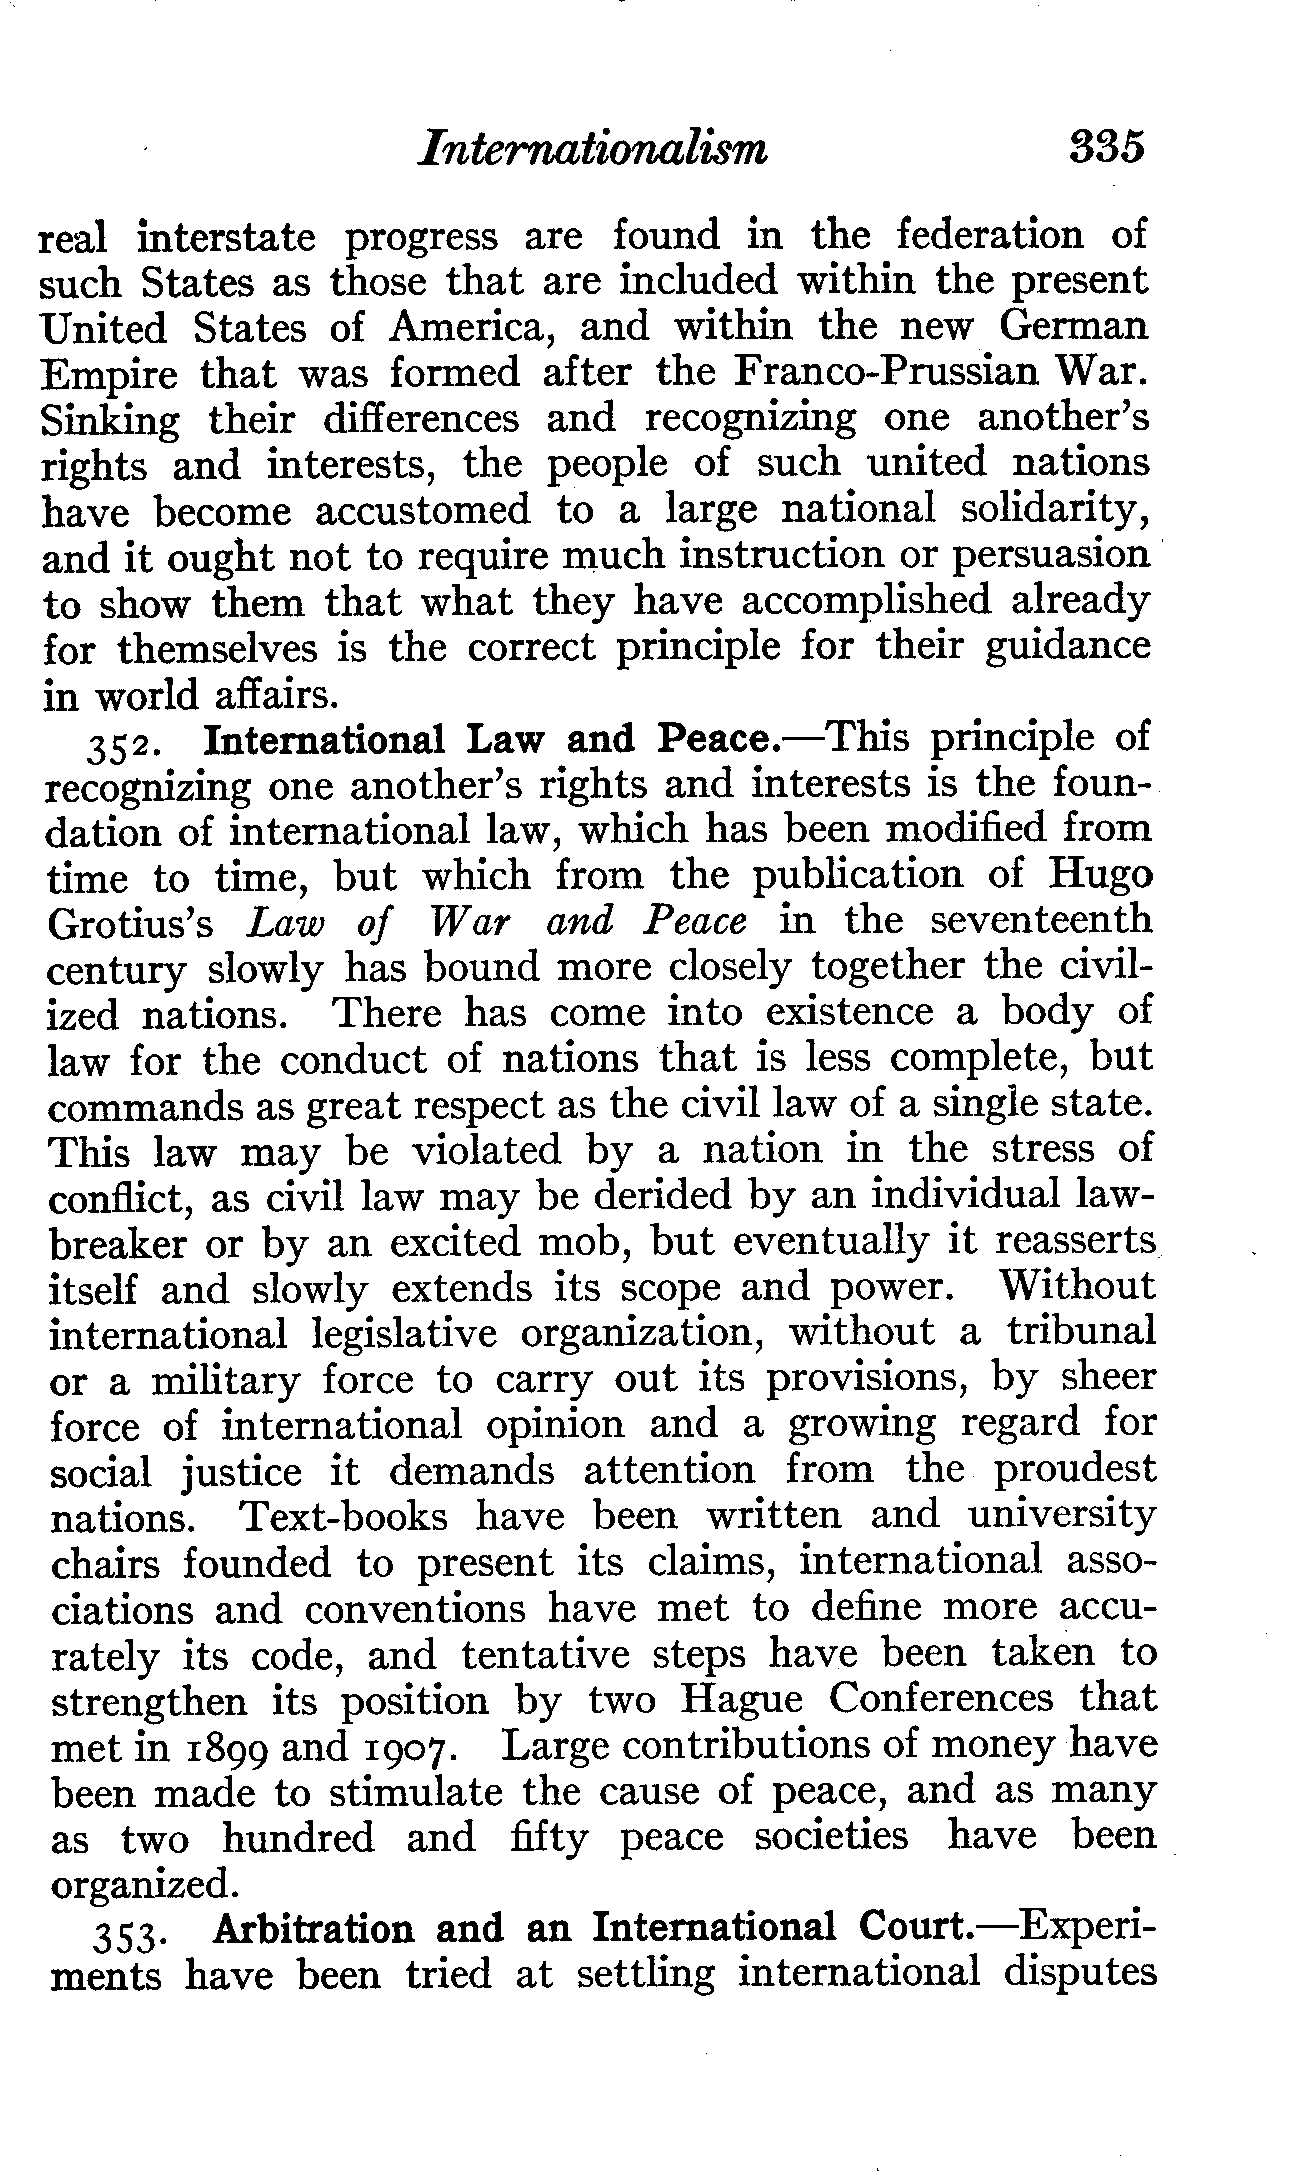 Internationalism 335
real interstate progress are found in the federation of
such States as those that are included within the present
United States of America, and within the new German
Empire that was formed after the Franco-Prussian War.
Sinking their differences and recognizing one another's
rights and interests, the people of such united nations
have become accustomed to a large national solidarity,
and it ought not to require much instruction or persuasion
to show them that what they have accomplished already
for themselves is the correct principle for their guidance
in world affairs.
352. International Law and Peace.—This principle of
recognizing one another's rights and interests is the foun-
dation of international law, which has been modified from
time to time, but which from the publication of Hugo
Grotius's Law of War and Peace in the seventeenth
century slowly has bound more closely together the civil-
ized nations. There has come into existence a body of
law for the conduct of nations that is less complete, but
commands as great respect as the civil law of a single state.
This law may be violated by a nation in the stress of
conflict, as civil law may be derided by an individual law-
breaker or by an excited mob, but eventually it reasserts
itself and slowly extends its scope and power. Without
international legislative organization, without a tribunal
or a military force to carry out its provisions, by sheer
force of international opinion and a growing regard for
social justice it demands attention from the proudest
nations. Text-books have been written and university
chairs founded to present its claims, international asso-
ciations and conventions have met to define more accu-
rately its code, and tentative steps have been taken to
strengthen its position by two Hague Conferences that
met in 1899 and 1907. Large contributions of money have
been made to stimulate the cause of peace, and as many
as two hundred and fifty peace societies have been
organized.
353. Arbitration and an International Court.—Experi-
ments have been tried at settling international disputes